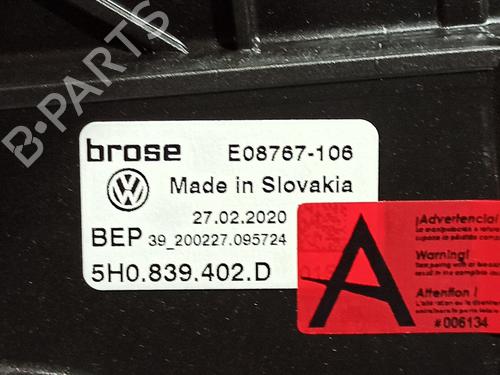 B-PARTS
brose E08767-106
Made in Slovakia
27.02.2020
BEP 39_200227.095724
5H0.839.402.D
A
¡Advertencia!
Warning!
Attention !
#006134